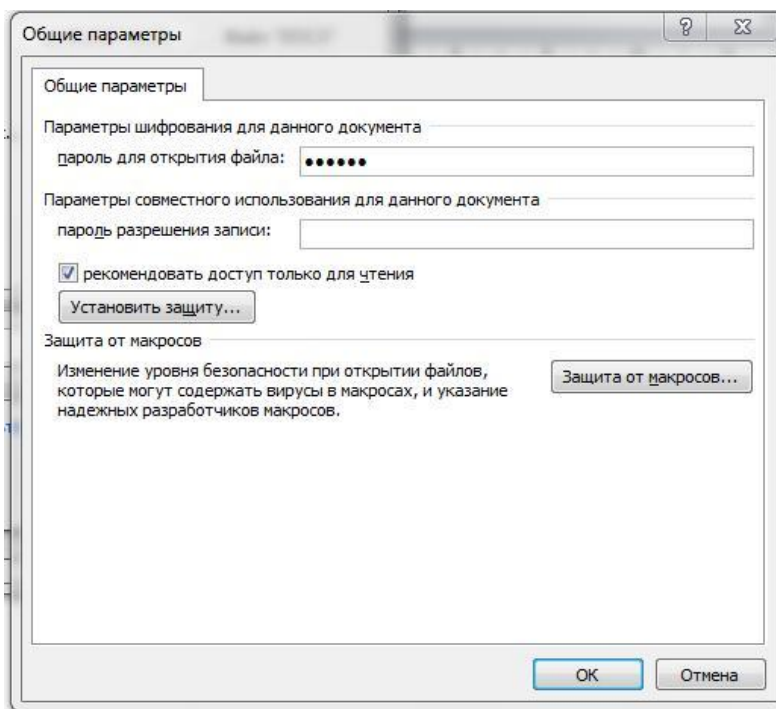 Общие параметры
Общие параметры
Параметры шифрования для данного документа
пароль для открытия файла: ●●●●●●
Параметры совместного использования для данного документа
пароль разрешения записи:
рекомендовать доступ только для чтения
Установить защиту...
Защита от макросов
Изменение уровня безопасности при открытии файлов,
которые могут содержать вирусы в макросах, и указание
надежных разработчиков макросов.
Защита от макросов...
ОК
Отмена